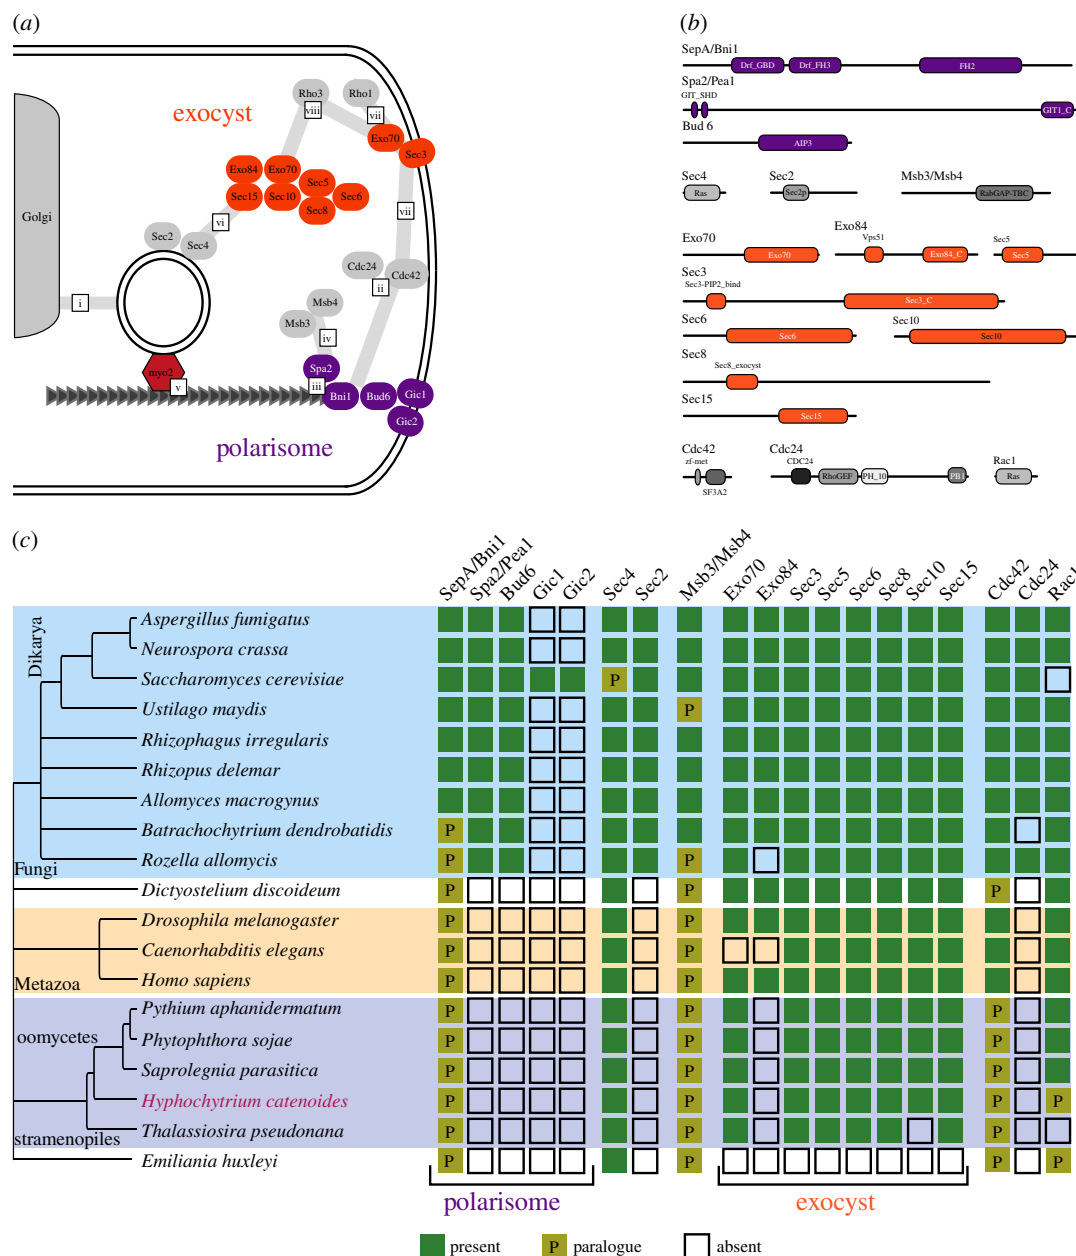 (a)
exocyst
Golgi
Rho3
Rho1
viii
vii
Exo70
Sec3
Exo84
Exo70
Sec5
Sec15
Sec10
Sec6
Sec8
vi
vii
Sec2
Sec4
Cdc24
Cdc42
ii
i
Msb4
Msb3
iv
Spa2
myo2
v
iii
Bni1
Bud6
Gic1
Gic2
polarisome
(b)
SepA/Bni1
Drf_GBD
Drf_FH3
FH2
Spa2/Pea1
GIT_SHD
GIT1_C
Bud 6
AIP3
Sec4
Sec2
Msb3/Msb4
Ras
Sec2p
RabGAP-TBC
Exo70
Exo84
Vps51
Sec5
Exo70
Exo84_C
Sec5
Sec3
Sec3-PIP2_bind
Sec3_C
Sec6
Sec10
Sec6
Sec10
Sec8
Sec8_exocyst
Sec15
Sec15
Cdc42
Cdc24
zf-met
CDC24
Rac1
RhoGEF
PH_10
PB1
Ras
SF3A2
(c)
SepA/Bni1
Spa2/Pea1
Bud6
Gic1
Gic2
Sec4
Sec2
Msb3/Msb4
Exo70
Exo84
Sec3
Sec5
Sec6
Sec8
Sec10
Sec15
Cdc42
Cdc24
Rac1
Dikarya
Aspergillus fumigatus
Neurospora crassa
Saccharomyces cerevisiae P
Ustilago maydis P
Rhizophagus irregularis
Rhizopus delemar
Allomyces macrogynus
Batrachochytrium dendrobatidis P
Fungi
Rozella allomycis P P
Dictyostelium discoideum P P P
Drosophila melanogaster P P
Caenorhabditis elegans P P
Metazoa
Homo sapiens P P
Pythium aphanidermatum P P P
oomycetes
Phytophthora sojae P P P
Saprolegnia parasitica P P P
Hyphochytrium catenoides P P P P
stramenopiles
Thalassiosira pseudonana P P P
Emiliania huxleyi P P P P
polarisome
exocyst
present
P paralogue
absent